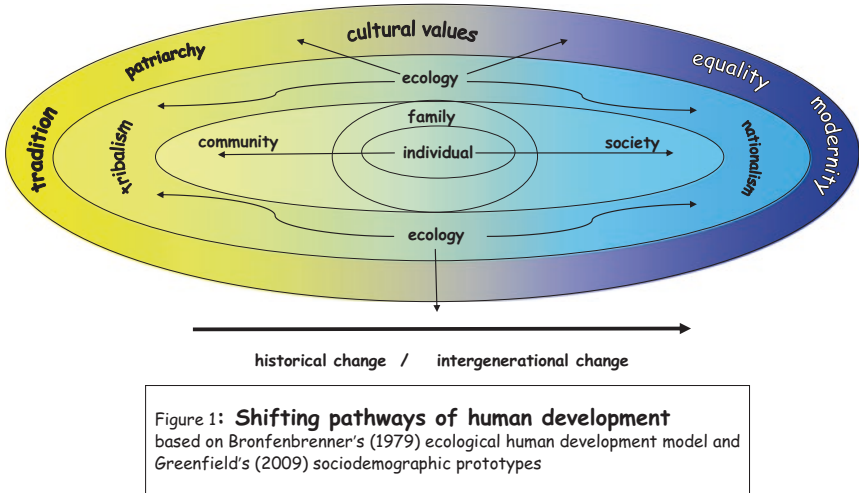 cultural values
patriarchy
equality
tradition
modernity
ecology
tribalism
nationalism
family
community
individual
society
ecology
historical change / intergenerational change
Figure 1: Shifting pathways of human development
based on Bronfenbrenner's (1979) ecological human development model and
Greenfield's (2009) sociodemographic prototypes